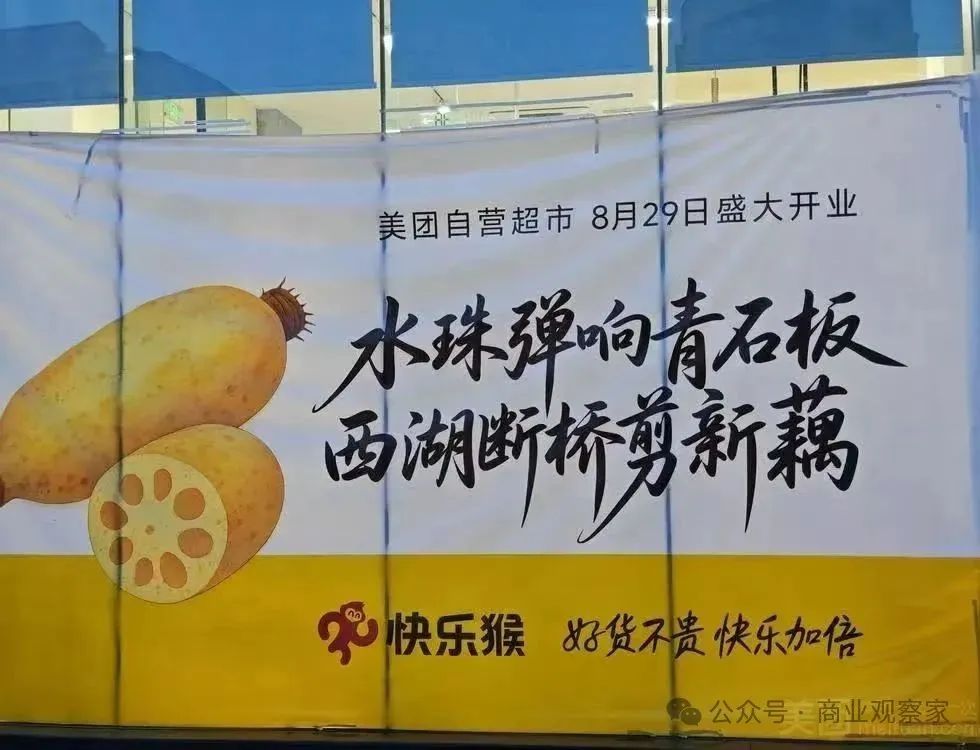 美团自营超市 8月29日盛大开业
水珠弹响青石板
西湖断桥剪新藕
快乐猴 好货不贵 快乐加倍
公众号·商业观察家